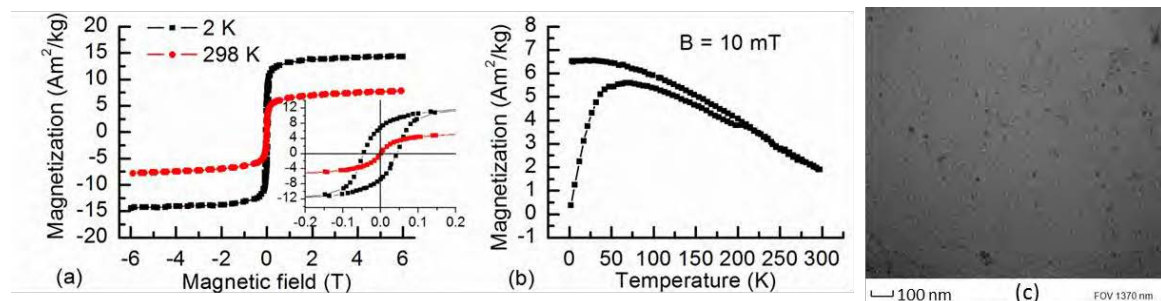 Magnetization (Am²/kg)
20
15
10
5
0
-5
-10
-15
-20
2 K
298 K
12
8
4
0
-4
-8
-12
-0.2 -0.1 0.0 0.1 0.2
-6 -4 -2 0 2 4 6
(a) Magnetic field (T)
Magnetization (Am²/kg)
8
7
6
5
4
3
2
1
0
-1
B = 10 mT
0 50 100 150 200 250 300
(b) Temperature (K)
100 nm
(c)
FOV 1370 nm